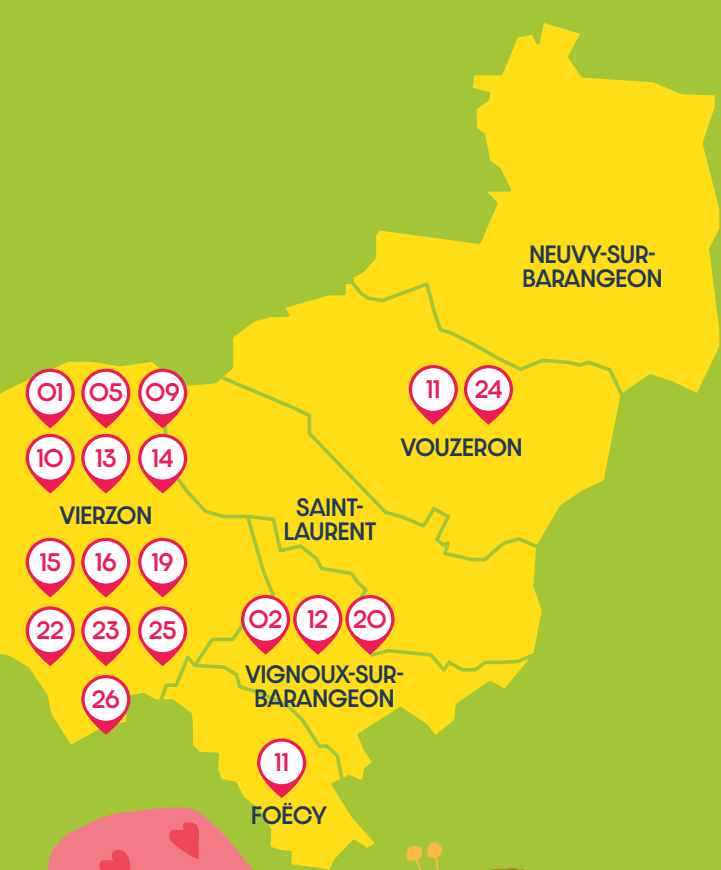 NEUVY-SUR-
BARANGEON
01 05 09
11 24
10 13 14
VOUZERON
VIERZON
SAINT-
LAURENT
15 16 19
22 23 25
02 12 20
26
VIGNOUX-SUR-
BARANGEON
11
FOËCY